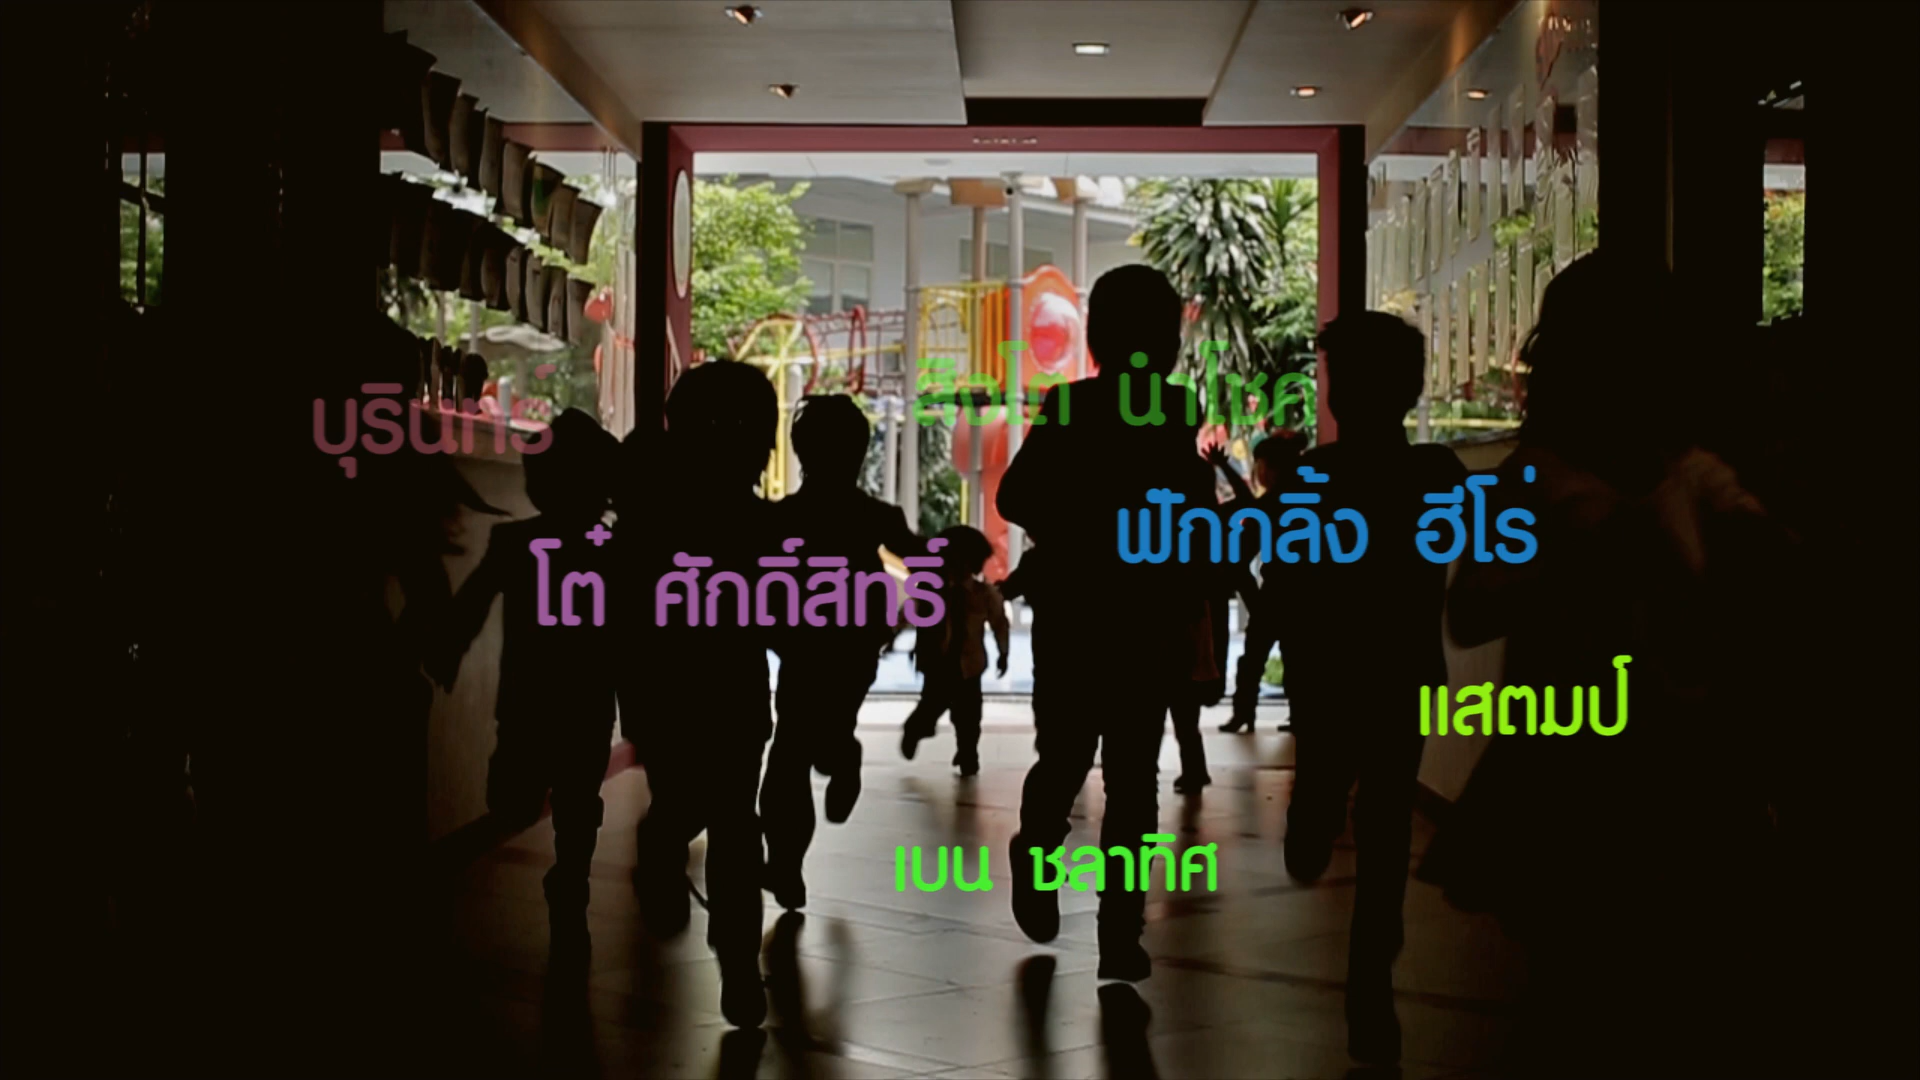 สิงโต นำโชค
บุรินทร์
ฟักกลิ้ง ฮีโร่
โต๋ ศักดิ์สิทธิ์
แสตมป์
เบน ชลาทิศ